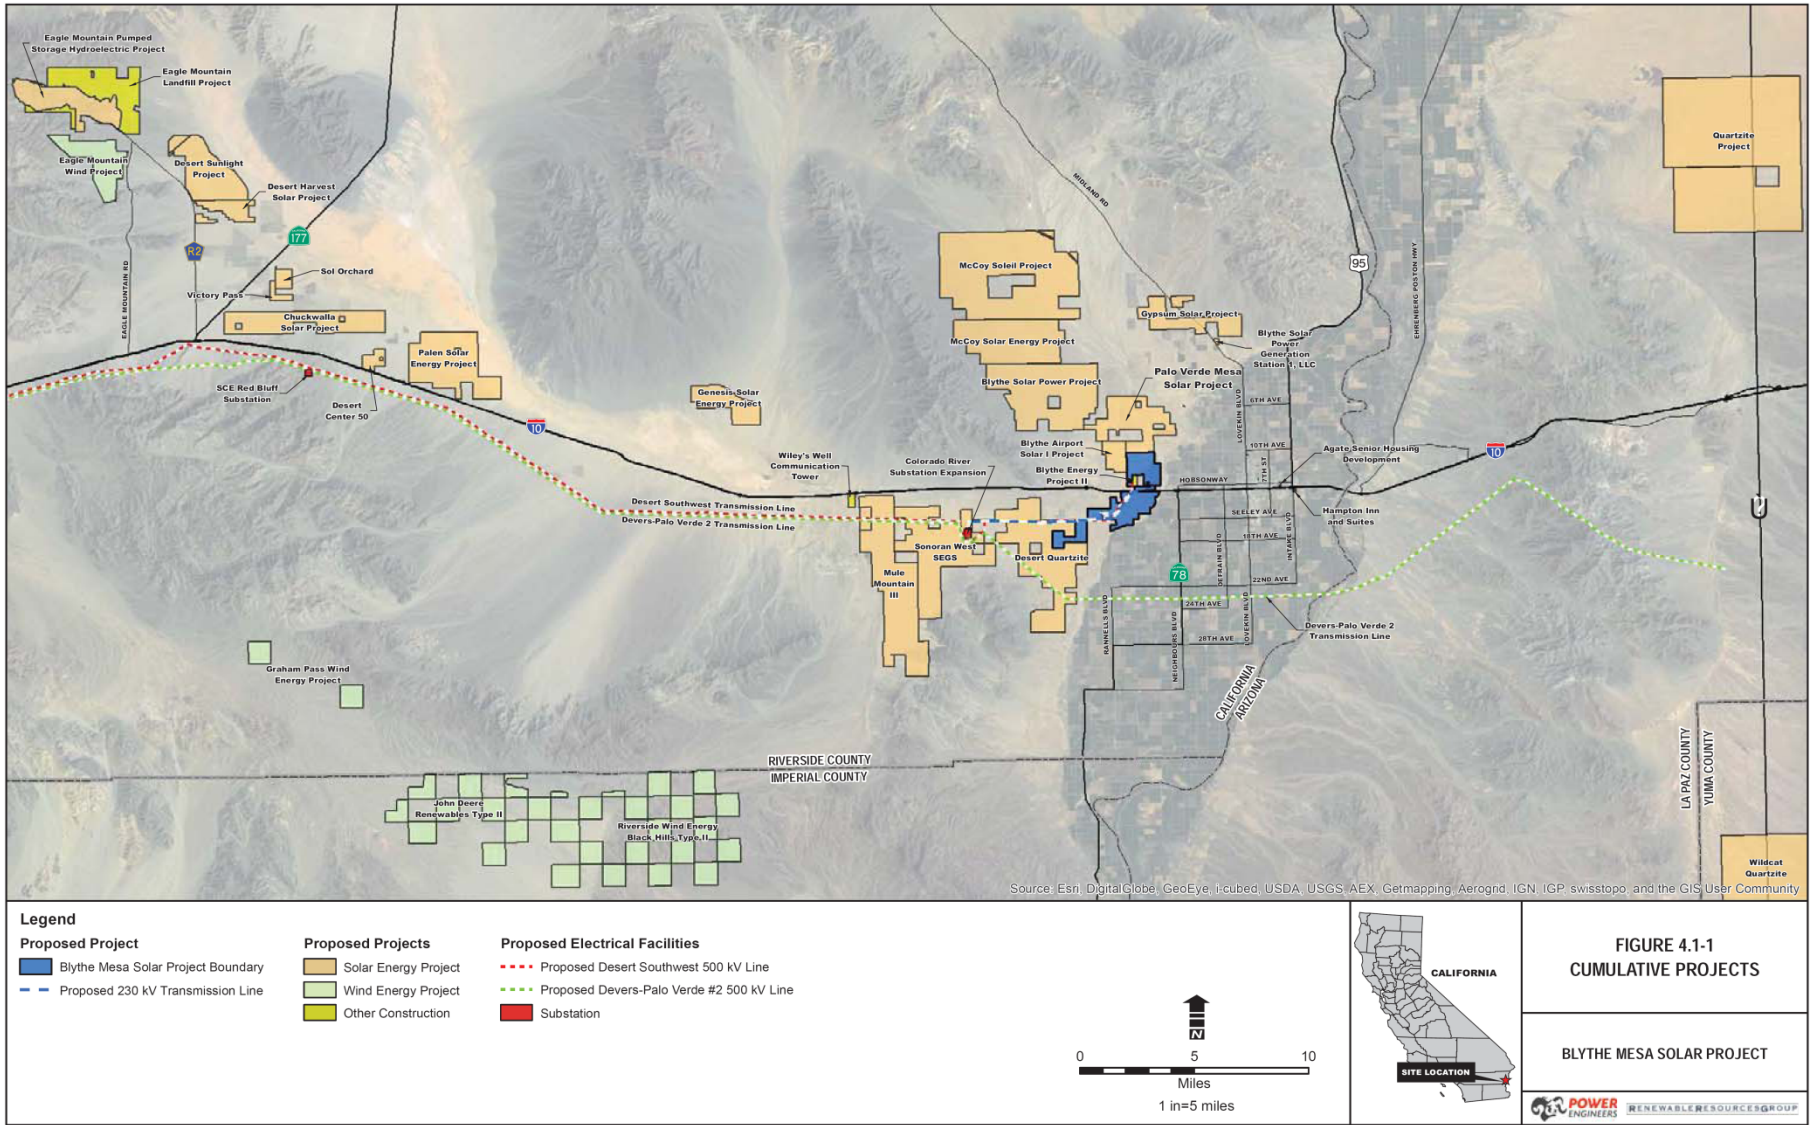 Eagle Mountain Pumped
Storage Hydroelectric Project
Eagle Mountain
Landfill Project
Eagle Mountain
Wind Project
Desert Sunlight
Project
Desert Harvest
Solar Project
R2
177
EAGLE MOUNTAIN RD
Sol Orchard
Victory Pass
Chuckwalla
Solar Project
Palen Solar
Energy Project
SCE Red Bluff
Substation
Desert
Center 50
10
Genesis Solar
Energy Project
MIDLAND RD
McCoy Soleil Project
McCoy Solar Energy Project
Blythe Solar Power Project
Gypsum Solar Project
Blythe Solar
Power
Generation
Station 1, LLC
Palo Verde Mesa
Solar Project
95
EHRENBERG POSTON HWY
Quartzite
Project
Blythe Airport
Solar I Project
Blythe Energy
Project II
Wiley's Well
Communication
Tower
Colorado River
Substation Expansion
LOVEKIN BLVD
6TH AVE
10TH AVE
7TH ST
HOBSONWAY
Agate Senior Housing
Development
10
Hampton Inn
and Suites
Desert Southwest Transmission Line
Devers-Palo Verde 2 Transmission Line
SEELEY AVE
18TH AVE
INTAKE BLVD
DEFRAIN BLVD
22ND AVE
24TH AVE
28TH AVE
LOVEKIN BLVD
RANNELLS BLVD
NEIGHBOURS BLVD
78
Sonoran West
SEGS
Desert Quartzite
Mule
Mountain
III
Devers-Palo Verde 2
Transmission Line
CALIFORNIA
ARIZONA
Graham Pass Wind
Energy Project
RIVERSIDE COUNTY
IMPERIAL COUNTY
LA PAZ COUNTY
YUMA COUNTY
John Deere
Renewables Type II
Riverside Wind Energy
Black Hills Type II
Wildcat
Quartzite
Source: Esri, DigitalGlobe, GeoEye, i-cubed, USDA, USGS, AEX, Getmapping, Aerogrid, IGN, IGP, swisstopo, and the GIS User Community
Legend
Proposed Project
Blythe Mesa Solar Project Boundary
Proposed 230 kV Transmission Line
Proposed Projects
Solar Energy Project
Wind Energy Project
Other Construction
Proposed Electrical Facilities
Proposed Desert Southwest 500 kV Line
Proposed Devers-Palo Verde #2 500 kV Line
Substation
N
0 5 10
Miles
1 in=5 miles
CALIFORNIA
SITE LOCATION
FIGURE 4.1-1
CUMULATIVE PROJECTS
BLYTHE MESA SOLAR PROJECT
POWER
ENGINEERS
RENEWABLERESOURCESGROUP